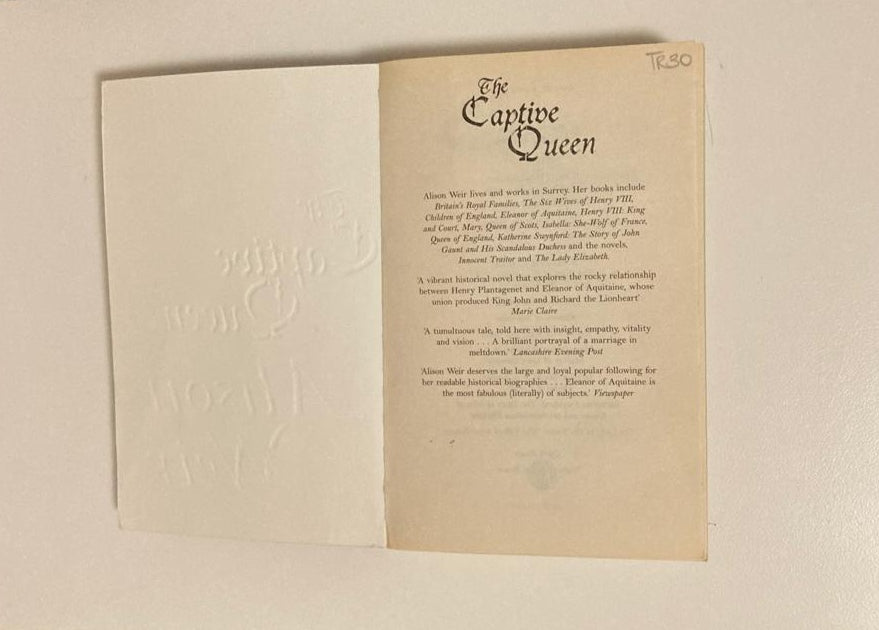 TR30
The
Captive
Queen
Alison Weir lives and works in Surrey. Her books include
Britain's Royal Families, The Six Wives of Henry VIII,
Children of England, Eleanor of Aquitaine, Henry VIII: King
and Court, Mary, Queen of Scots, Isabella: She-Wolf of France,
Queen of England, Katherine Swynford: The Story of John
Gaunt and His Scandalous Duchess and the novels,
Innocent Traitor and The Lady Elizabeth.
'A vibrant historical novel that explores the rocky relationship
between Henry Plantagenet and Eleanor of Aquitaine, whose
union produced King John and Richard the Lionheart'
Marie Claire
'A tumultuous tale, told here with insight, empathy, vitality
and vision . . . A brilliant portrayal of a marriage in
meltdown.' Lancashire Evening Post
'Alison Weir deserves the large and loyal popular following for
her readable historical biographies . . . Eleanor of Aquitaine is
the most fabulous (literally) of subjects.' Viewspaper